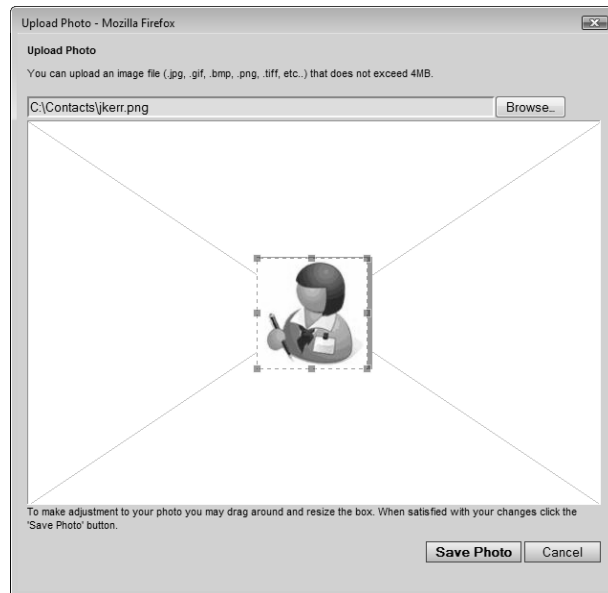 Upload Photo - Mozilla Firefox
Upload Photo
You can upload an image file (.jpg, .gif, .bmp, .png, .tiff, etc..) that does not exceed 4MB.
C:\Contacts\jkerr.png
Browse..
To make adjustment to your photo you may drag around and resize the box. When satisfied with your changes click the
'Save Photo' button.
Save Photo Cancel